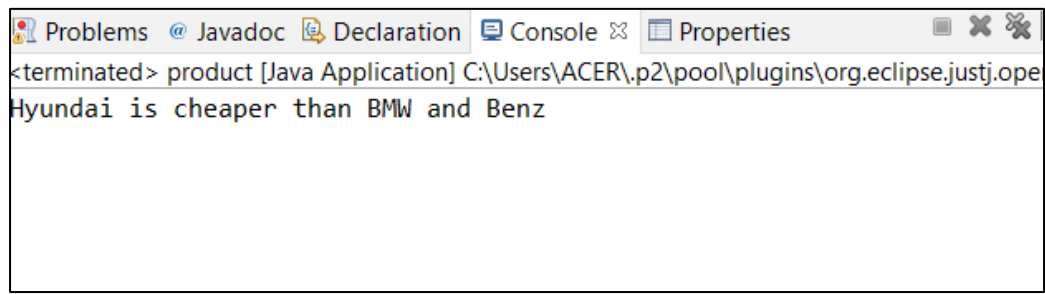 Problems @ Javadoc Declaration Console Properties
<terminated> product [Java Application] C:\Users\ACER\.p2\pool\plugins\org.eclipse.justj.ope
Hyundai is cheaper than BMW and Benz